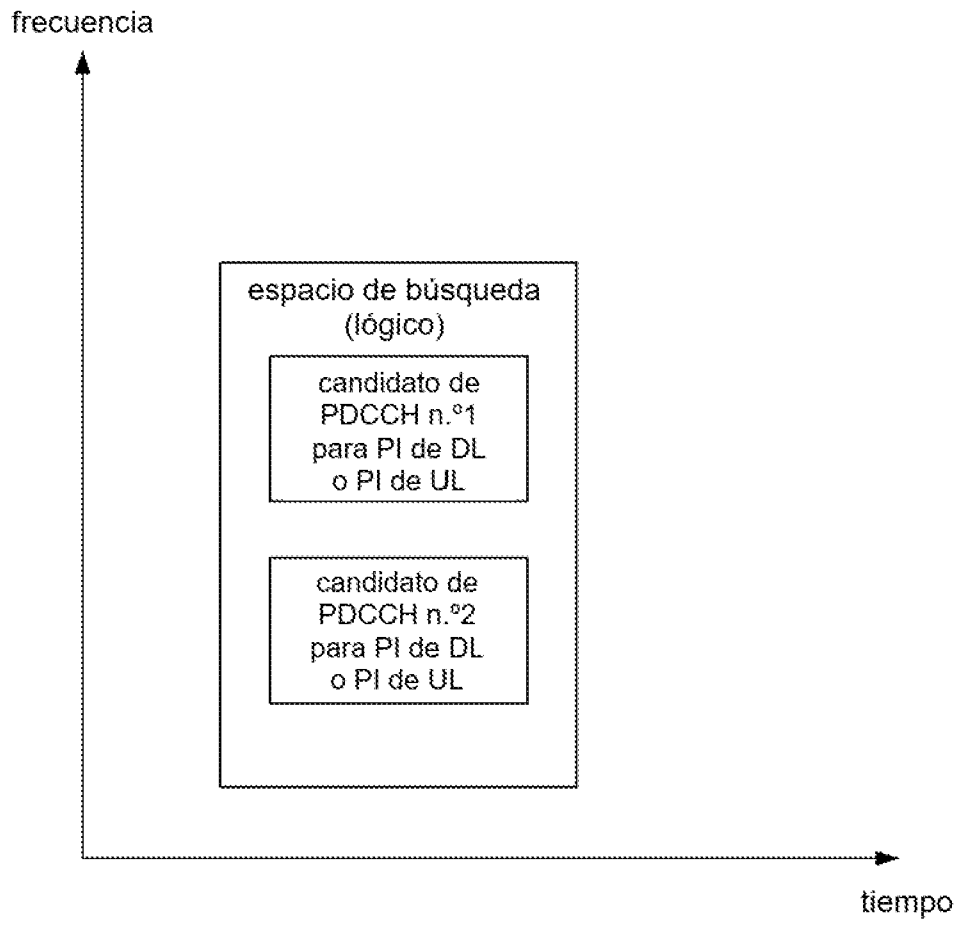 frecuencia
espacio de búsqueda
(lógico)
candidato de
PDCCH n.º1
para PI de DL
o PI de UL
candidato de
PDCCH n.º2
para PI de DL
o PI de UL
tiempo